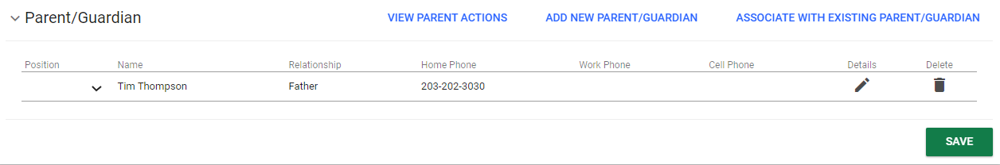 Parent/Guardian VIEW PARENT ACTIONS ADD NEW PARENT/GUARDIAN ASSOCIATE WITH EXISTING PARENT/GUARDIAN
Position Name Relationship Home Phone Work Phone Cell Phone Details Delete
Tim Thompson Father 203-202-3030
SAVE